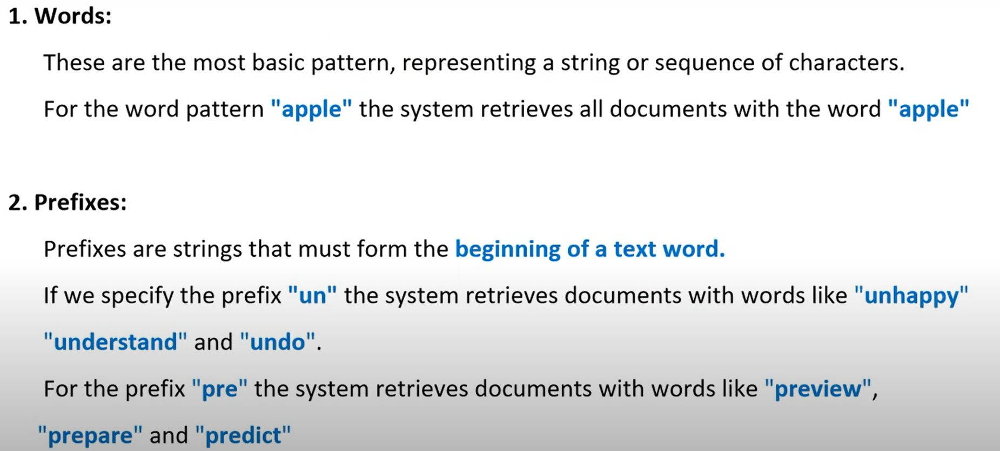 1. Words:
These are the most basic pattern, representing a string or sequence of characters.
For the word pattern "apple" the system retrieves all documents with the word "apple"
2. Prefixes:
Prefixes are strings that must form the beginning of a text word.
If we specify the prefix "un" the system retrieves documents with words like "unhappy"
"understand" and "undo".
For the prefix "pre" the system retrieves documents with words like "preview",
"prepare" and "predict"